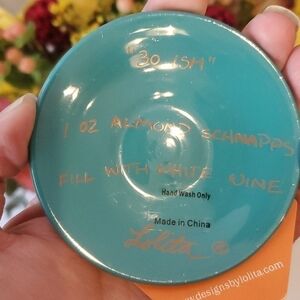 "30 ISH"
1 OZ ALMOND SCHNAPPS
FILL WITH WHITE WINE
Hand Wash Only
Made in China
Lolita ®
www.designsbylolita.com